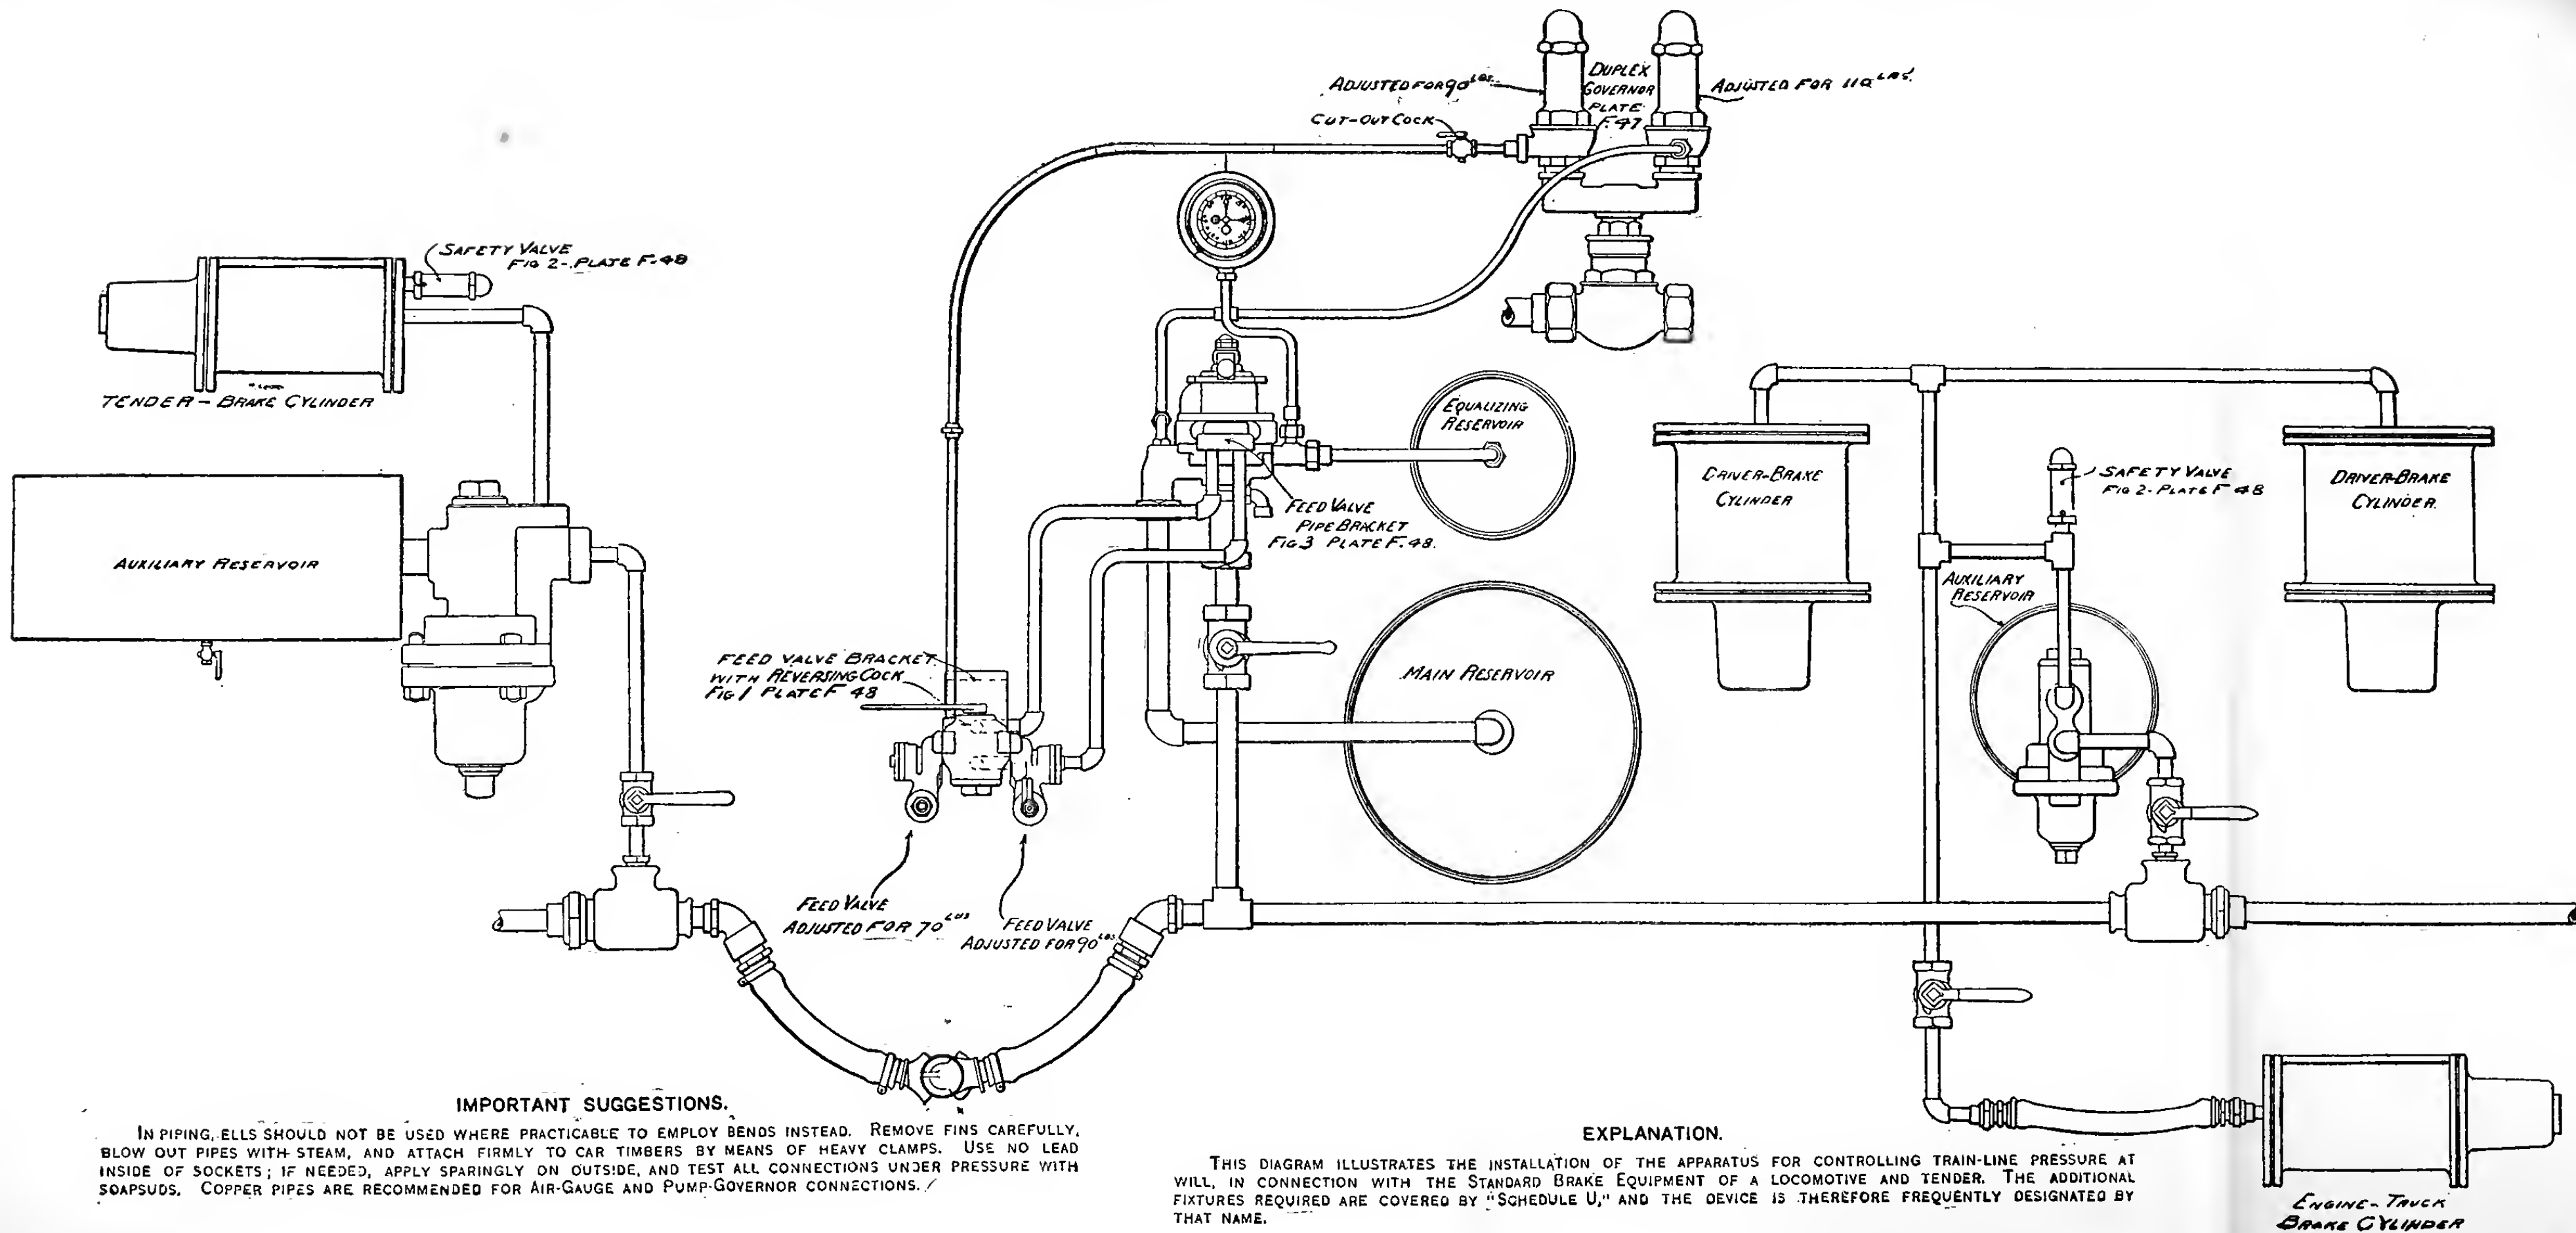 ADJUSTED FOR 90 LBS.
CUT-OUT COCK
DUPLEX
GOVERNOR
PLATE
F.47
ADJUSTED FOR 110 LBS.
SAFETY VALVE
FIG 2-PLATE F-48
TENDER-BRAKE CYLINDER
EQUALIZING
RESERVOIR
DRIVER-BRAKE
CYLINDER
SAFETY VALVE
FIG 2-PLATE F 48
DRIVER-BRAKE
CYLINDER.
AUXILIARY RESERVOIR
FEED VALVE
PIPE BRACKET
FIG 3 PLATE F.48.
AUXILIARY
RESERVOIR
FEED VALVE BRACKET
WITH REVERSING COCK
FIG 1 PLATE F 48
MAIN RESERVOIR
FEED VALVE
ADJUSTED FOR 70 LBS
FEED VALVE
ADJUSTED FOR 90 LBS.
IMPORTANT SUGGESTIONS.
IN PIPING, ELLS SHOULD NOT BE USED WHERE PRACTICABLE TO EMPLOY BENDS INSTEAD. REMOVE FINS CAREFULLY,
BLOW OUT PIPES WITH STEAM, AND ATTACH FIRMLY TO CAR TIMBERS BY MEANS OF HEAVY CLAMPS. USE NO LEAD
INSIDE OF SOCKETS; IF NEEDED, APPLY SPARINGLY ON OUTSIDE, AND TEST ALL CONNECTIONS UNDER PRESSURE WITH
SOAPSUDS. COPPER PIPES ARE RECOMMENDED FOR AIR-GAUGE AND PUMP-GOVERNOR CONNECTIONS.
EXPLANATION.
THIS DIAGRAM ILLUSTRATES THE INSTALLATION OF THE APPARATUS FOR CONTROLLING TRAIN-LINE PRESSURE AT
WILL, IN CONNECTION WITH THE STANDARD BRAKE EQUIPMENT OF A LOCOMOTIVE AND TENDER. THE ADDITIONAL
FIXTURES REQUIRED ARE COVERED BY "SCHEDULE U," AND THE DEVICE IS THEREFORE FREQUENTLY DESIGNATED BY
THAT NAME.
ENGINE-TRUCK
BRAKE CYLINDER